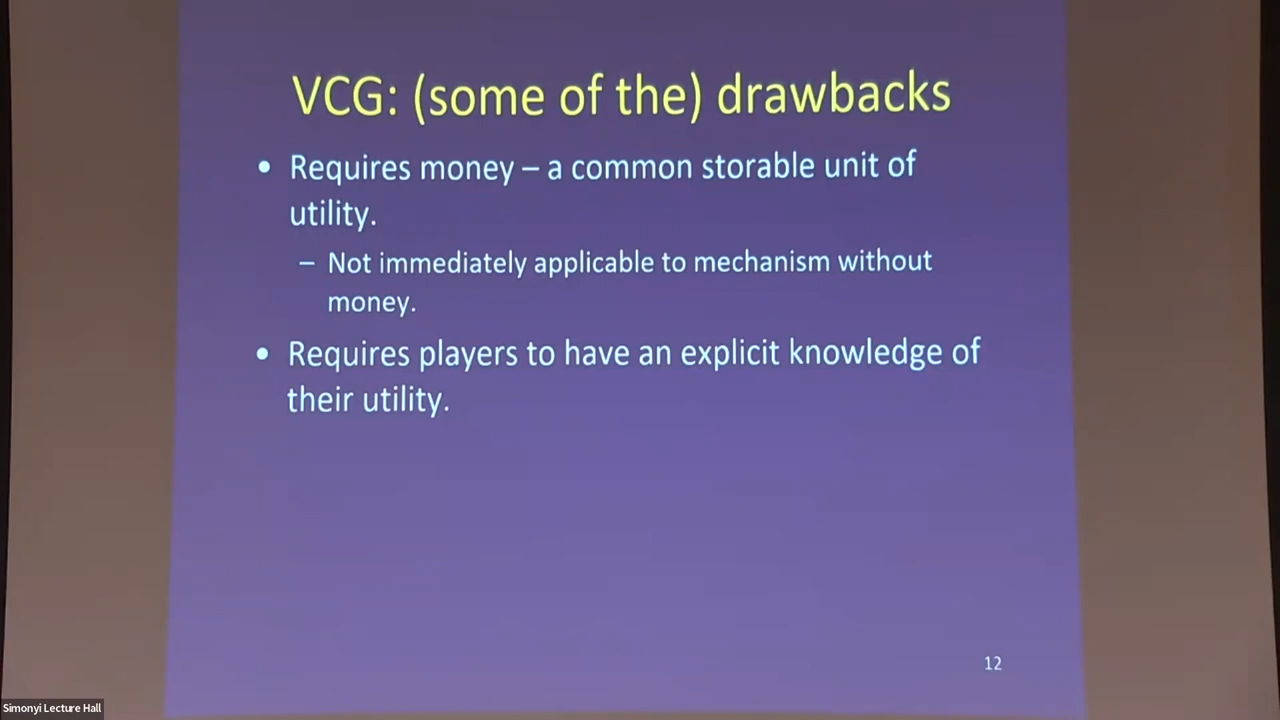 VCG: (some of the) drawbacks
• Requires money – a common storable unit of
utility.
– Not immediately applicable to mechanism without
money.
• Requires players to have an explicit knowledge of
their utility.
12
Simonyi Lecture Hall